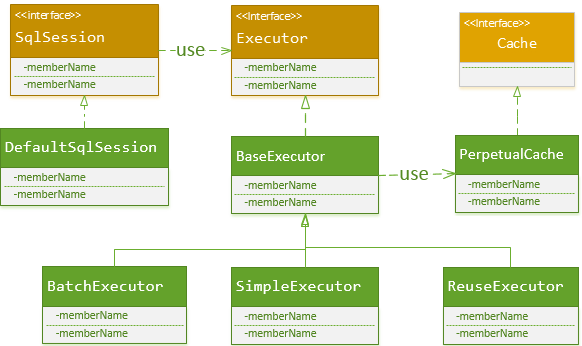 <<interface>>
SqlSession
-memberName
-memberName
use
<<Interface>>
Executor
-memberName
-memberName
<<Interface>>
Cache
DefaultSqlSession
-memberName
-memberName
BaseExecutor
-memberName
-memberName
use
PerpetualCache
-memberName
-memberName
BatchExecutor
-memberName
-memberName
SimpleExecutor
-memberName
-memberName
ReuseExecutor
-memberName
-memberName